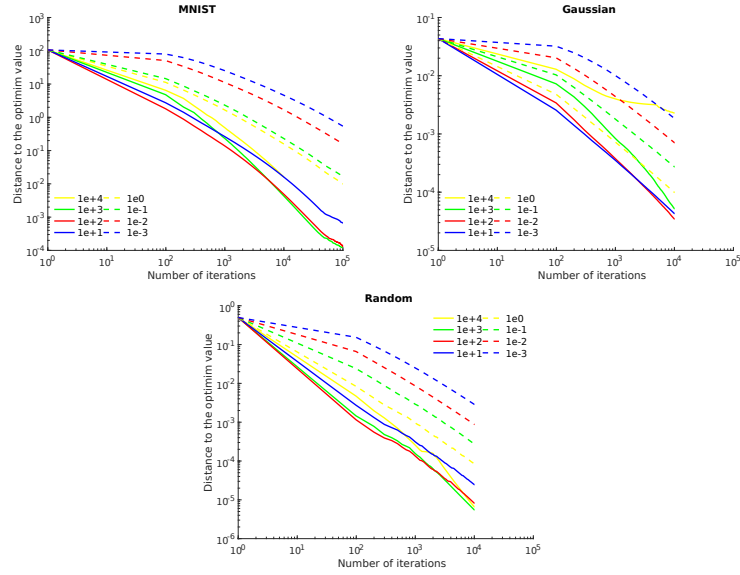 MNIST
Distance to the optimim value
10^3
10^2
10^1
10^0
10^-1
10^-2
10^-3
10^-4
1e+4 1e0
1e+3 1e-1
1e+2 1e-2
1e+1 1e-3
10^0 10^1 10^2 10^3 10^4 10^5
Number of iterations
Gaussian
Distance to the optimim value
10^-1
10^-2
10^-3
10^-4
10^-5
1e+4 1e0
1e+3 1e-1
1e+2 1e-2
1e+1 1e-3
10^0 10^1 10^2 10^3 10^4 10^5
Number of iterations
Random
Distance to the optimim value
10^0
10^-1
10^-2
10^-3
10^-4
10^-5
10^-6
1e+4 1e0
1e+3 1e-1
1e+2 1e-2
1e+1 1e-3
10^0 10^1 10^2 10^3 10^4 10^5
Number of iterations